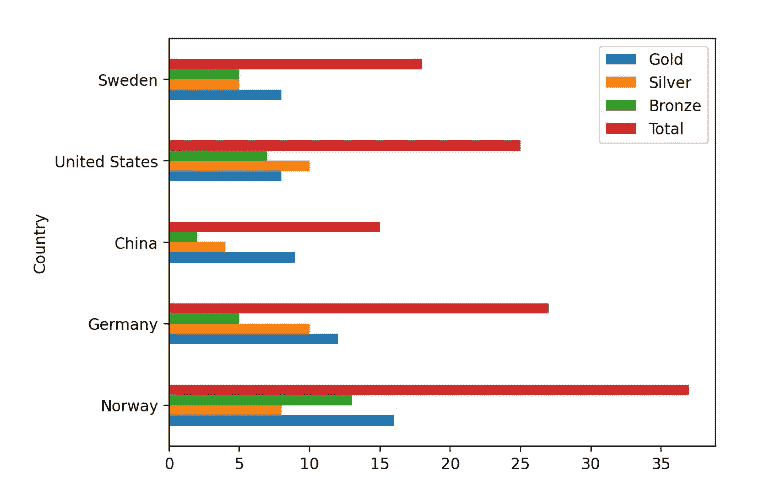 Gold
Silver
Bronze
Total
Sweden
United States
China
Germany
Norway
Country
0 5 10 15 20 25 30 35